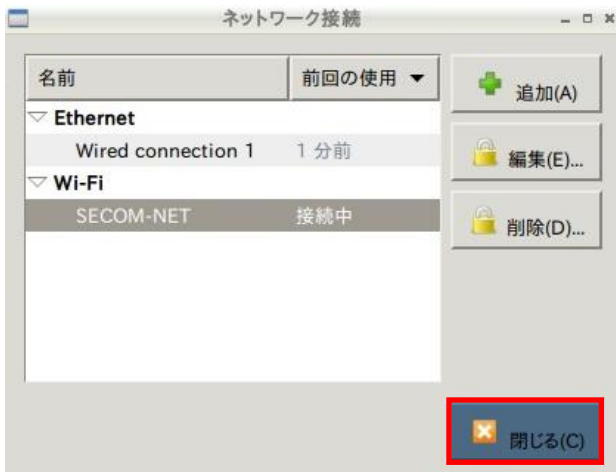 ネットワーク接続
名前 前回の使用
Ethernet
Wired connection 1 1 分前
Wi-Fi
SECOM-NET 接続中
追加(A)
編集(E)...
削除(D)...
閉じる(C)